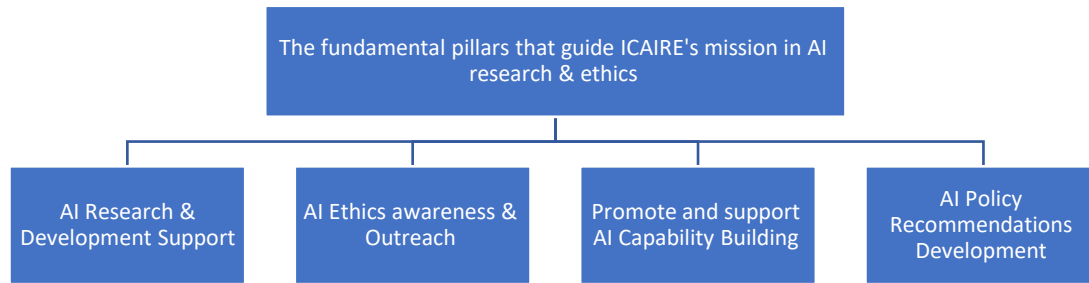 The fundamental pillars that guide ICAIRE's mission in AI
research & ethics
AI Research &
Development Support
AI Ethics awareness &
Outreach
Promote and support
AI Capability Building
AI Policy
Recommendations
Development